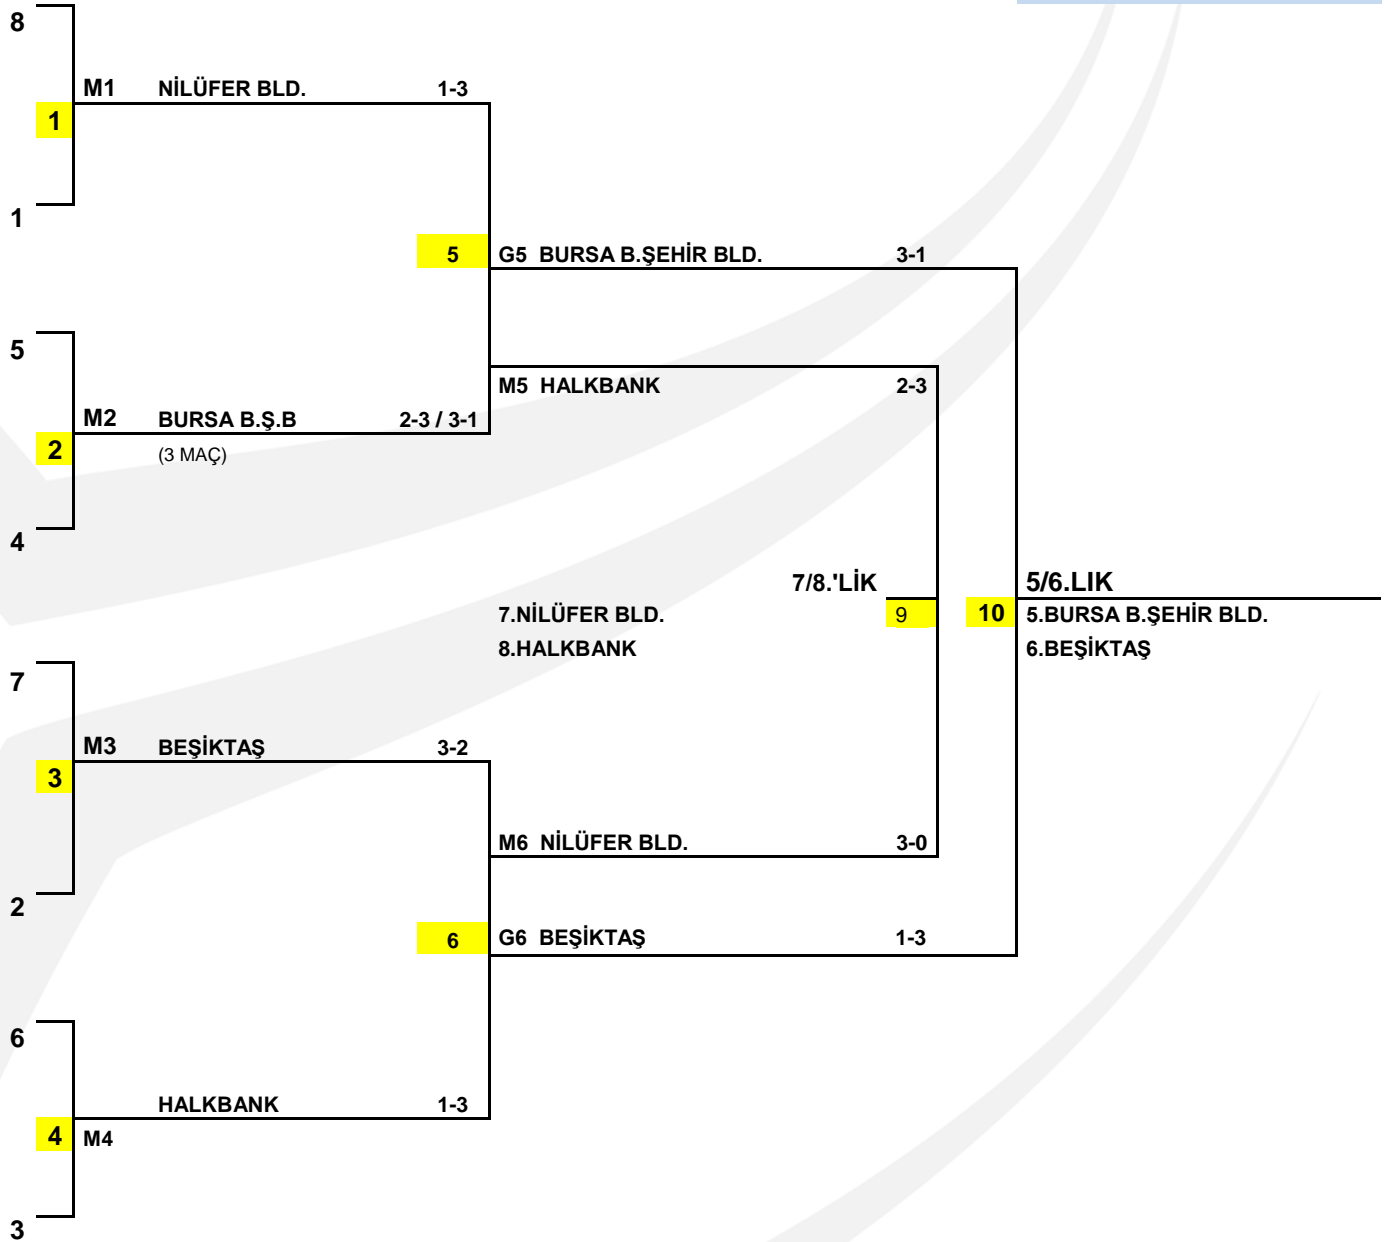 8
M1 NİLÜFER BLD. 1-3
1
1
5 G5 BURSA B.ŞEHİR BLD. 3-1
5
M5 HALKBANK 2-3
M2 BURSA B.Ş.B 2-3 / 3-1
2 (3 MAÇ)
4
7/8.'LİK 5/6.LIK
7.NİLÜFER BLD. 9 10 5.BURSA B.ŞEHİR BLD.
8.HALKBANK 6.BEŞİKTAŞ
7
M3 BEŞİKTAŞ 3-2
3
M6 NİLÜFER BLD. 3-0
2
6 G6 BEŞİKTAŞ 1-3
6
HALKBANK 1-3
4 M4
3